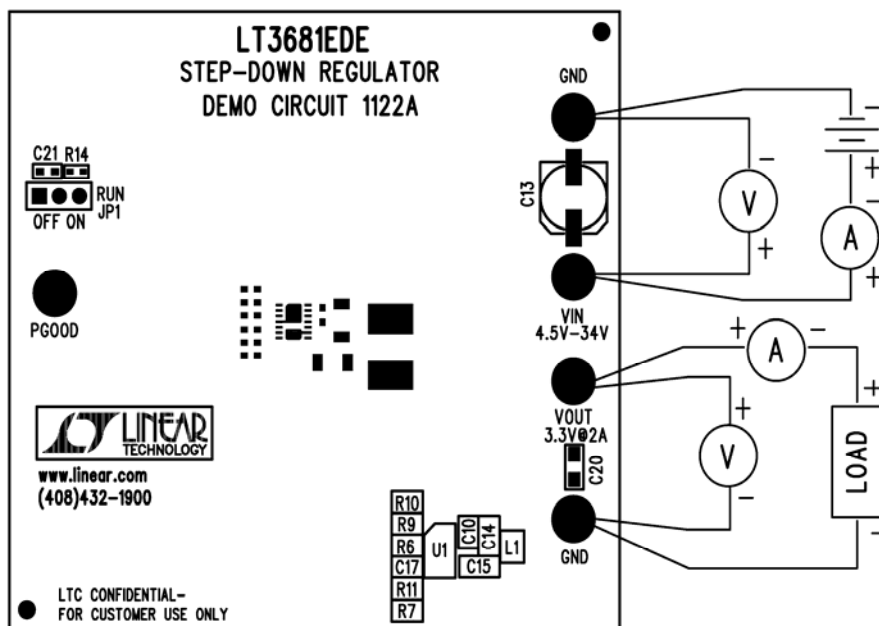 LT3681EDE
STEP-DOWN REGULATOR
DEMO CIRCUIT 1122A
GND
C21 R14
RUN
JP1
OFF ON
C13
V
A
PGOOD
VIN
4.5V-34V
A
VOUT
3.3V@2A
V
LOAD
C20
LINEAR
TECHNOLOGY
www.linear.com
(408)432-1900
R10
R9
R6
C17
R11
R7
U1
C10
C14
L1
C15
GND
LTC CONFIDENTIAL-
FOR CUSTOMER USE ONLY